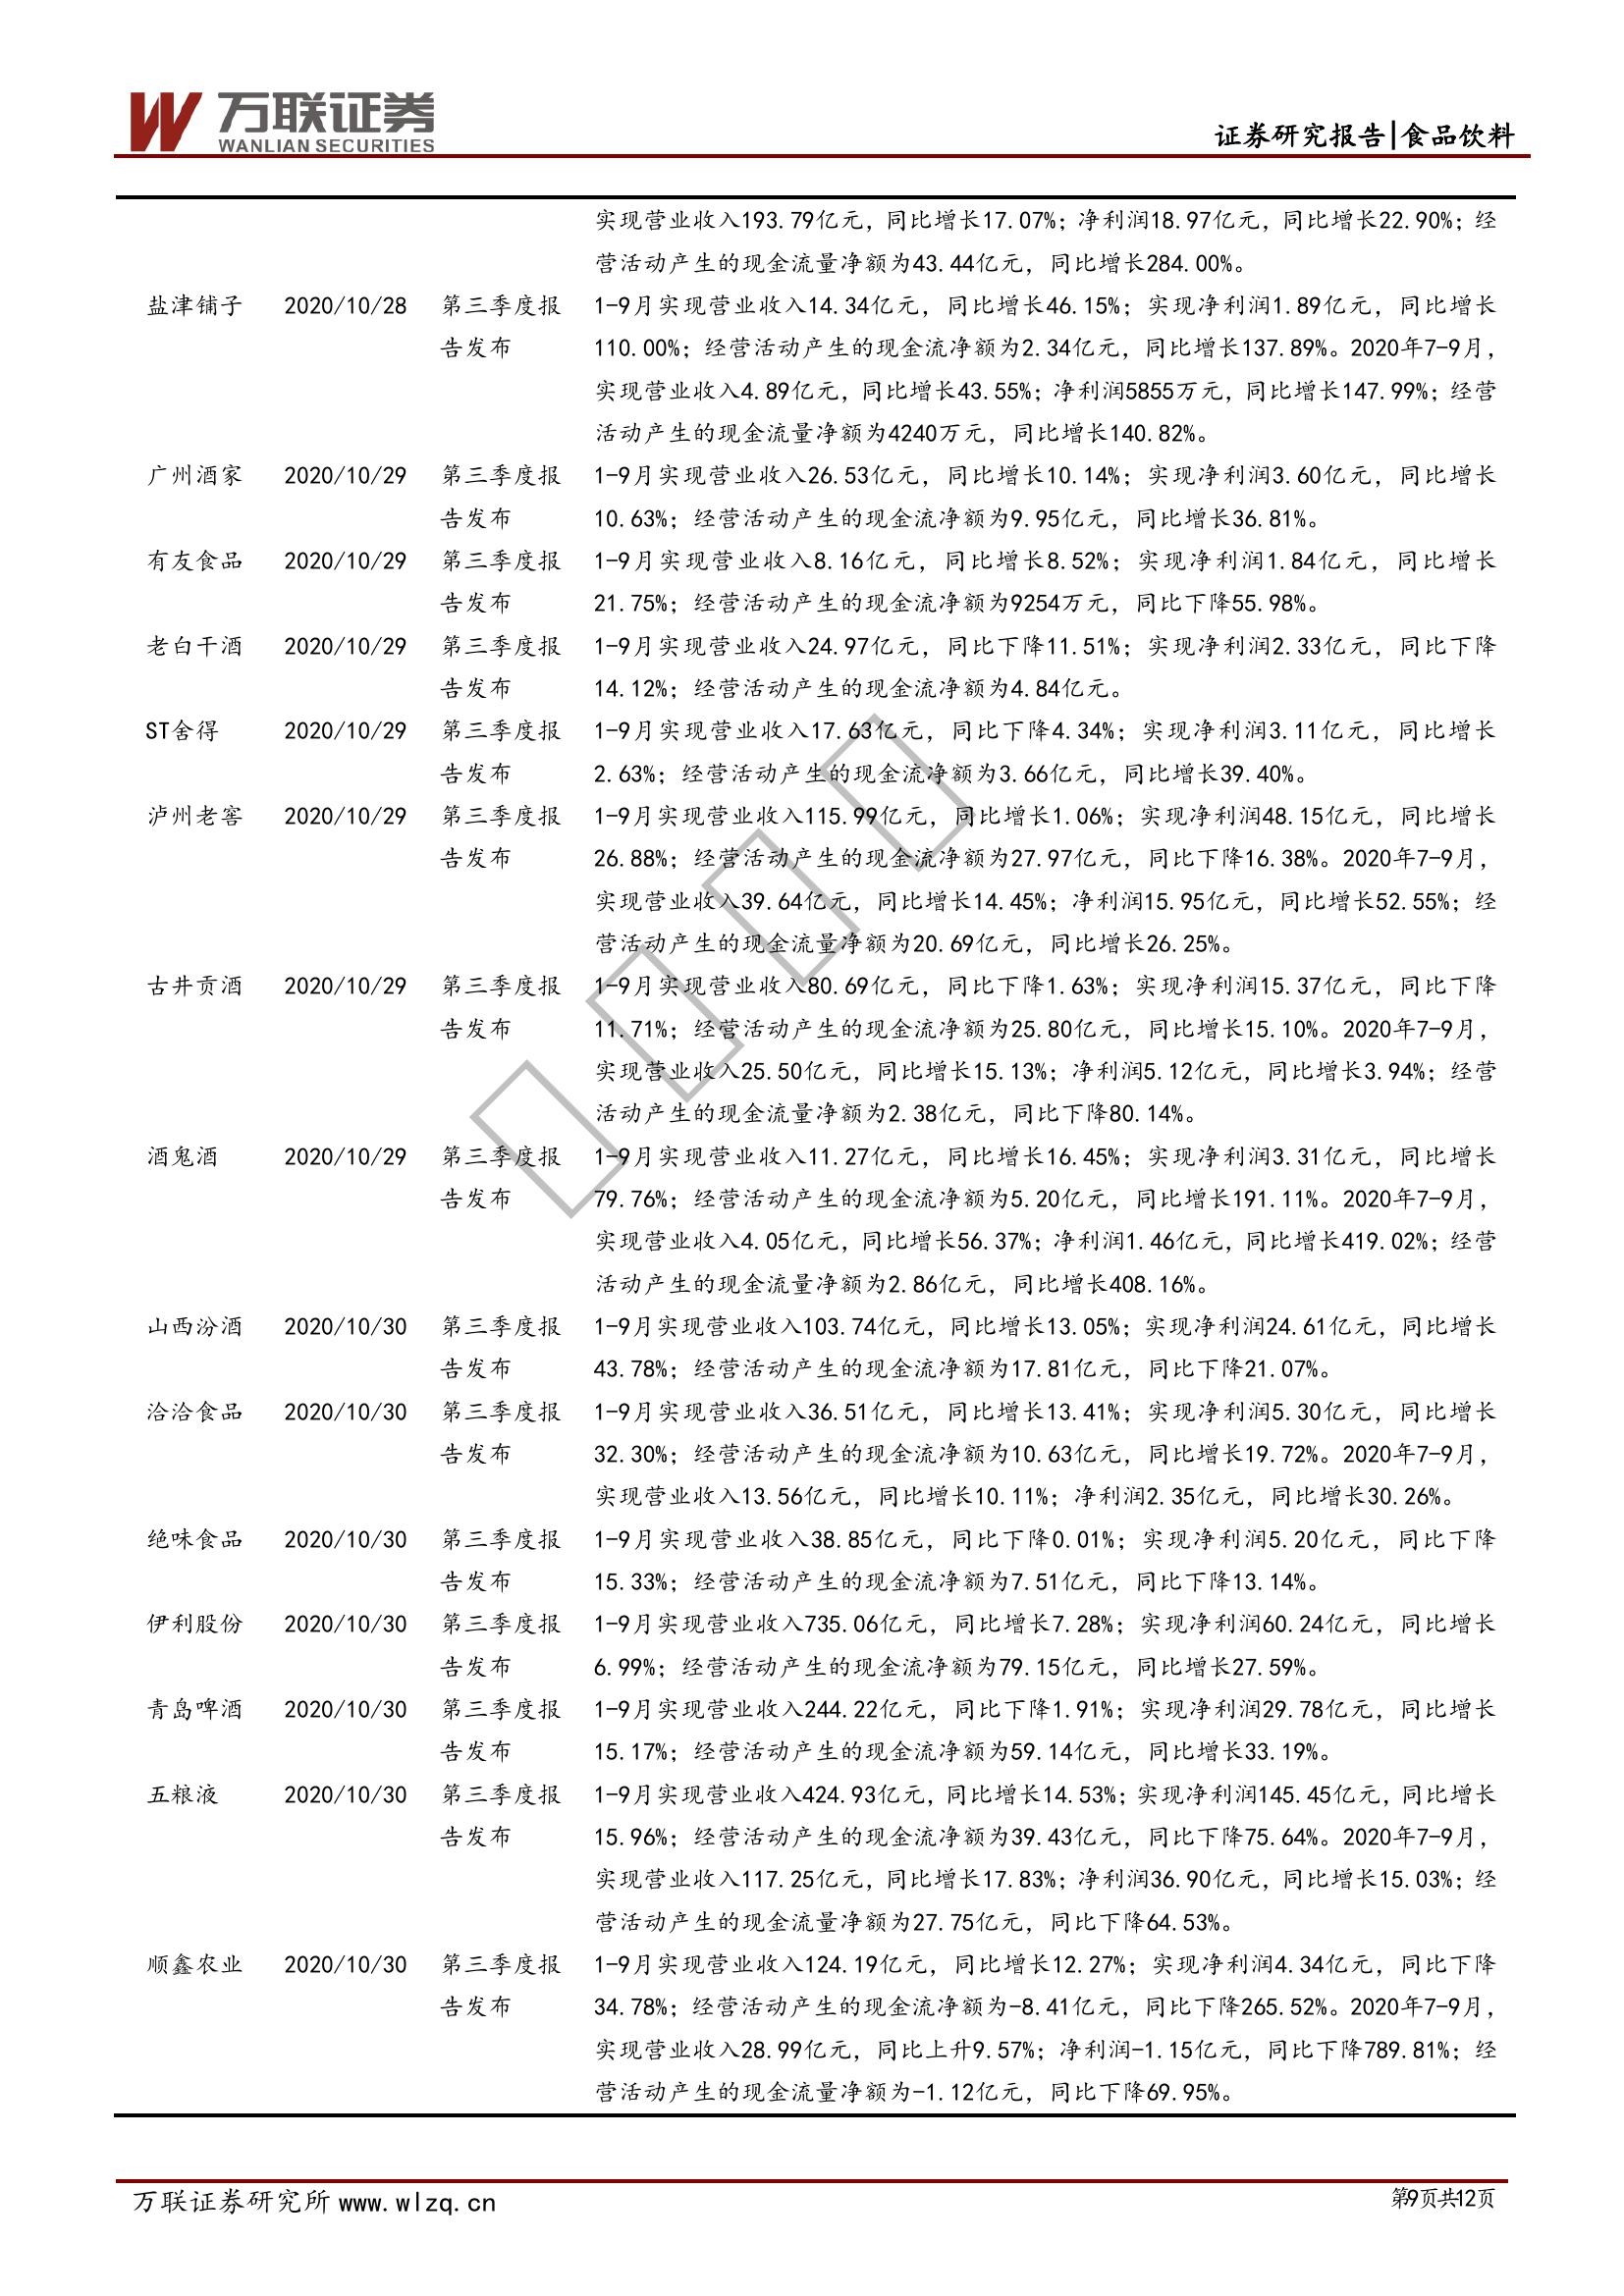 万联证券
WANLIAN SECURITIES
证券研究报告|食品饮料
实现营业收入193.79亿元，同比增长17.07%；净利润18.97亿元，同比增长22.90%；经
营活动产生的现金流量净额为43.44亿元，同比增长284.00%。
盐津铺子 2020/10/28 第三季度报 1-9月实现营业收入14.34亿元，同比增长46.15%；实现净利润1.89亿元，同比增长
告发布 110.00%；经营活动产生的现金流净额为2.34亿元，同比增长137.89%。2020年7-9月，
实现营业收入4.89亿元，同比增长43.55%；净利润5855万元，同比增长147.99%；经营
活动产生的现金流量净额为4240万元，同比增长140.82%。
广州酒家 2020/10/29 第三季度报 1-9月实现营业收入26.53亿元，同比增长10.14%；实现净利润3.60亿元，同比增长
告发布 10.63%；经营活动产生的现金流净额为9.95亿元，同比增长36.81%。
有友食品 2020/10/29 第三季度报 1-9月实现营业收入8.16亿元，同比增长8.52%；实现净利润1.84亿元，同比增长
告发布 21.75%；经营活动产生的现金流净额为9254万元，同比下降55.98%。
老白干酒 2020/10/29 第三季度报 1-9月实现营业收入24.97亿元，同比下降11.51%；实现净利润2.33亿元，同比下降
告发布 14.12%；经营活动产生的现金流净额为4.84亿元。
ST舍得 2020/10/29 第三季度报 1-9月实现营业收入17.63亿元，同比下降4.34%；实现净利润3.11亿元，同比增长
告发布 2.63%；经营活动产生的现金流净额为3.66亿元，同比增长39.40%。
泸州老窖 2020/10/29 第三季度报 1-9月实现营业收入115.99亿元，同比增长1.06%；实现净利润48.15亿元，同比增长
告发布 26.88%；经营活动产生的现金流净额为27.97亿元，同比下降16.38%。2020年7-9月，
实现营业收入39.64亿元，同比增长14.45%；净利润15.95亿元，同比增长52.55%；经
营活动产生的现金流量净额为20.69亿元，同比增长26.25%。
古井贡酒 2020/10/29 第三季度报 1-9月实现营业收入80.69亿元，同比下降1.63%；实现净利润15.37亿元，同比下降
告发布 11.71%；经营活动产生的现金流净额为25.80亿元，同比增长15.10%。2020年7-9月，
实现营业收入25.50亿元，同比增长15.13%；净利润5.12亿元，同比增长3.94%；经营
活动产生的现金流量净额为2.38亿元，同比下降80.14%。
酒鬼酒 2020/10/29 第三季度报 1-9月实现营业收入11.27亿元，同比增长16.45%；实现净利润3.31亿元，同比增长
告发布 79.76%；经营活动产生的现金流净额为5.20亿元，同比增长191.11%。2020年7-9月，
实现营业收入4.05亿元，同比增长56.37%；净利润1.46亿元，同比增长419.02%；经营
活动产生的现金流量净额为2.86亿元，同比增长408.16%。
山西汾酒 2020/10/30 第三季度报 1-9月实现营业收入103.74亿元，同比增长13.05%；实现净利润24.61亿元，同比增长
告发布 43.78%；经营活动产生的现金流净额为17.81亿元，同比下降21.07%。
洽洽食品 2020/10/30 第三季度报 1-9月实现营业收入36.51亿元，同比增长13.41%；实现净利润5.30亿元，同比增长
告发布 32.30%；经营活动产生的现金流净额为10.63亿元，同比增长19.72%。2020年7-9月，
实现营业收入13.56亿元，同比增长10.11%；净利润2.35亿元，同比增长30.26%。
绝味食品 2020/10/30 第三季度报 1-9月实现营业收入38.85亿元，同比下降0.01%；实现净利润5.20亿元，同比下降
告发布 15.33%；经营活动产生的现金流净额为7.51亿元，同比下降13.14%。
伊利股份 2020/10/30 第三季度报 1-9月实现营业收入735.06亿元，同比增长7.28%；实现净利润60.24亿元，同比增长
告发布 6.99%；经营活动产生的现金流净额为79.15亿元，同比增长27.59%。
青岛啤酒 2020/10/30 第三季度报 1-9月实现营业收入244.22亿元，同比下降1.91%；实现净利润29.78亿元，同比增长
告发布 15.17%；经营活动产生的现金流净额为59.14亿元，同比增长33.19%。
五粮液 2020/10/30 第三季度报 1-9月实现营业收入424.93亿元，同比增长14.53%；实现净利润145.45亿元，同比增长
告发布 15.96%；经营活动产生的现金流净额为39.43亿元，同比下降75.64%。2020年7-9月，
实现营业收入117.25亿元，同比增长17.83%；净利润36.90亿元，同比增长15.03%；经
营活动产生的现金流量净额为27.75亿元，同比下降64.53%。
顺鑫农业 2020/10/30 第三季度报 1-9月实现营业收入124.19亿元，同比增长12.27%；实现净利润4.34亿元，同比下降
告发布 34.78%；经营活动产生的现金流净额为-8.41亿元，同比下降265.52%。2020年7-9月，
实现营业收入28.99亿元，同比上升9.57%；净利润-1.15亿元，同比下降789.81%；经
营活动产生的现金流量净额为-1.12亿元，同比下降69.95%。
万联证券研究所 www.wlzq.cn
第9页共12页